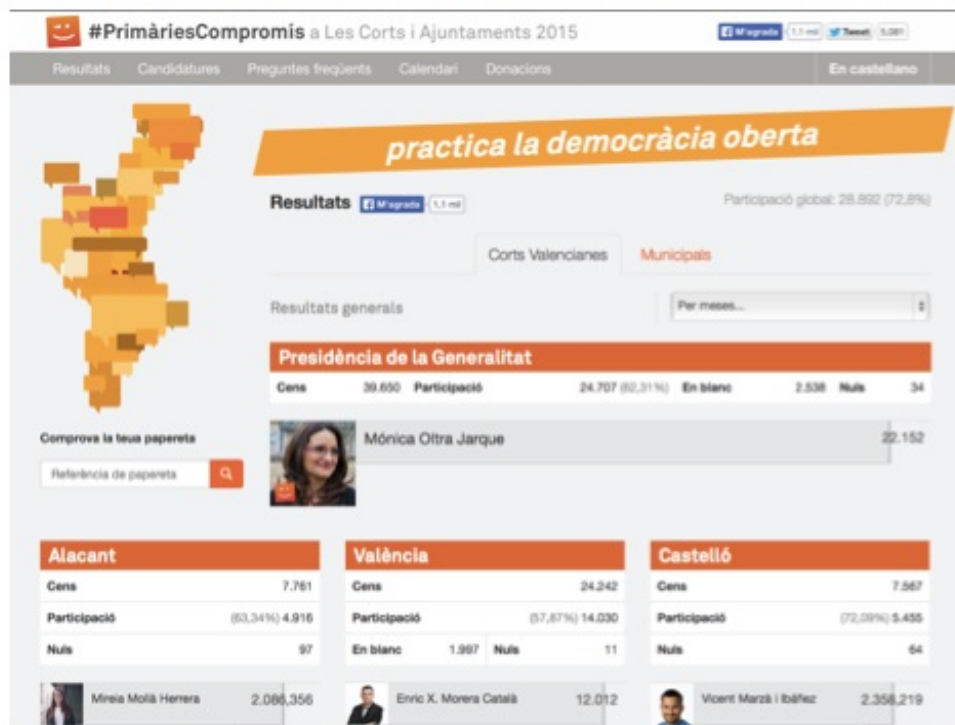 #PrimàriesCompromís a Les Corts i Ajuntaments 2015
M'agrada 1,1 mil Tweet 5.081
Resultats Candidatures Preguntes freqüents Calendari Donacions En castellano
practica la democràcia oberta
Resultats M'agrada 1,1 mil Participació global: 28.892 (72,8%)
Corts Valencianes Municipals
Resultats generals Per meses...
Presidència de la Generalitat
Cens 39.650 Participació 24.707 (62,31%) En blanc 2.538 Nuls 34
Mónica Oltra Jarque 22.152
Comprova la teua papereta
Referència de papereta
Alacant València Castelló
Cens 7.761 Cens 24.242 Cens 7.567
Participació (63,34%) 4.916 Participació (57,87%) 14.030 Participació (72,09%) 5.455
Nuls 97 En blanc 1.997 Nuls 11 Nuls 64
Mireia Mollà Herrera 2.086,356 Enric X. Morera Català 12.012 Vicent Marzà i Ibáñez 2.358,219